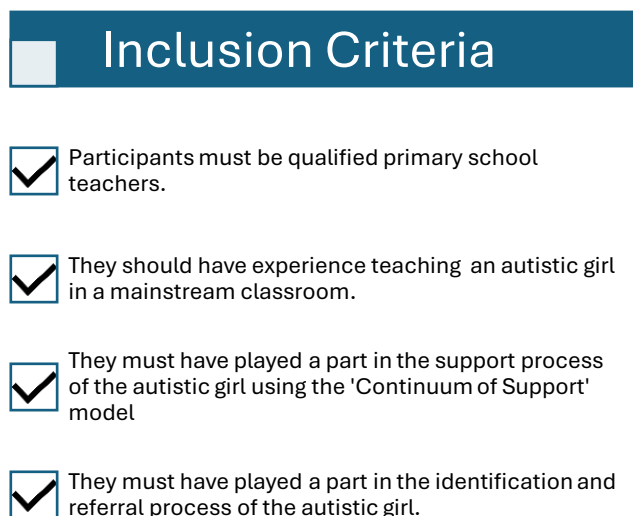 Inclusion Criteria
Participants must be qualified primary school
teachers.
They should have experience teaching  an autistic girl
in a mainstream classroom.
They must have played a part in the support process
of the autistic girl using the 'Continuum of Support'
model
They must have played a part in the identification and
referral process of the autistic girl.